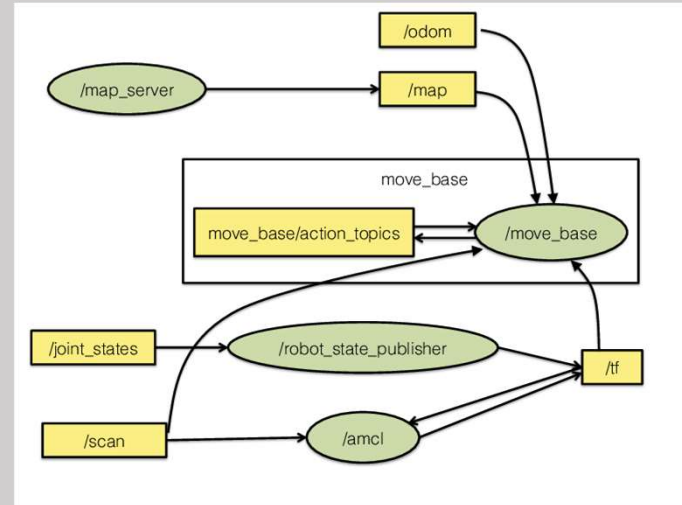 /odom
/map_server
/map
move_base
move_base/action_topics
/move_base
/joint_states
/robot_state_publisher
/tf
/scan
/amcl